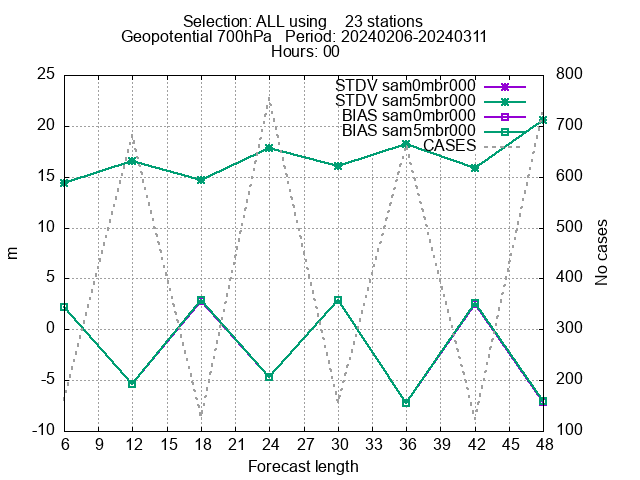 Selection: ALL using    23 stations
Geopotential 700hPa   Period: 20240206-20240311
Hours: 00
25
20
15
10
5
0
-5
-10
m
800
700
600
500
400
300
200
100
No cases
STDV sam0mbr000
STDV sam5mbr000
BIAS sam0mbr000
BIAS sam5mbr000
CASES
6 9 12 15 18 21 24 27 30 33 36 39 42 45 48
Forecast length